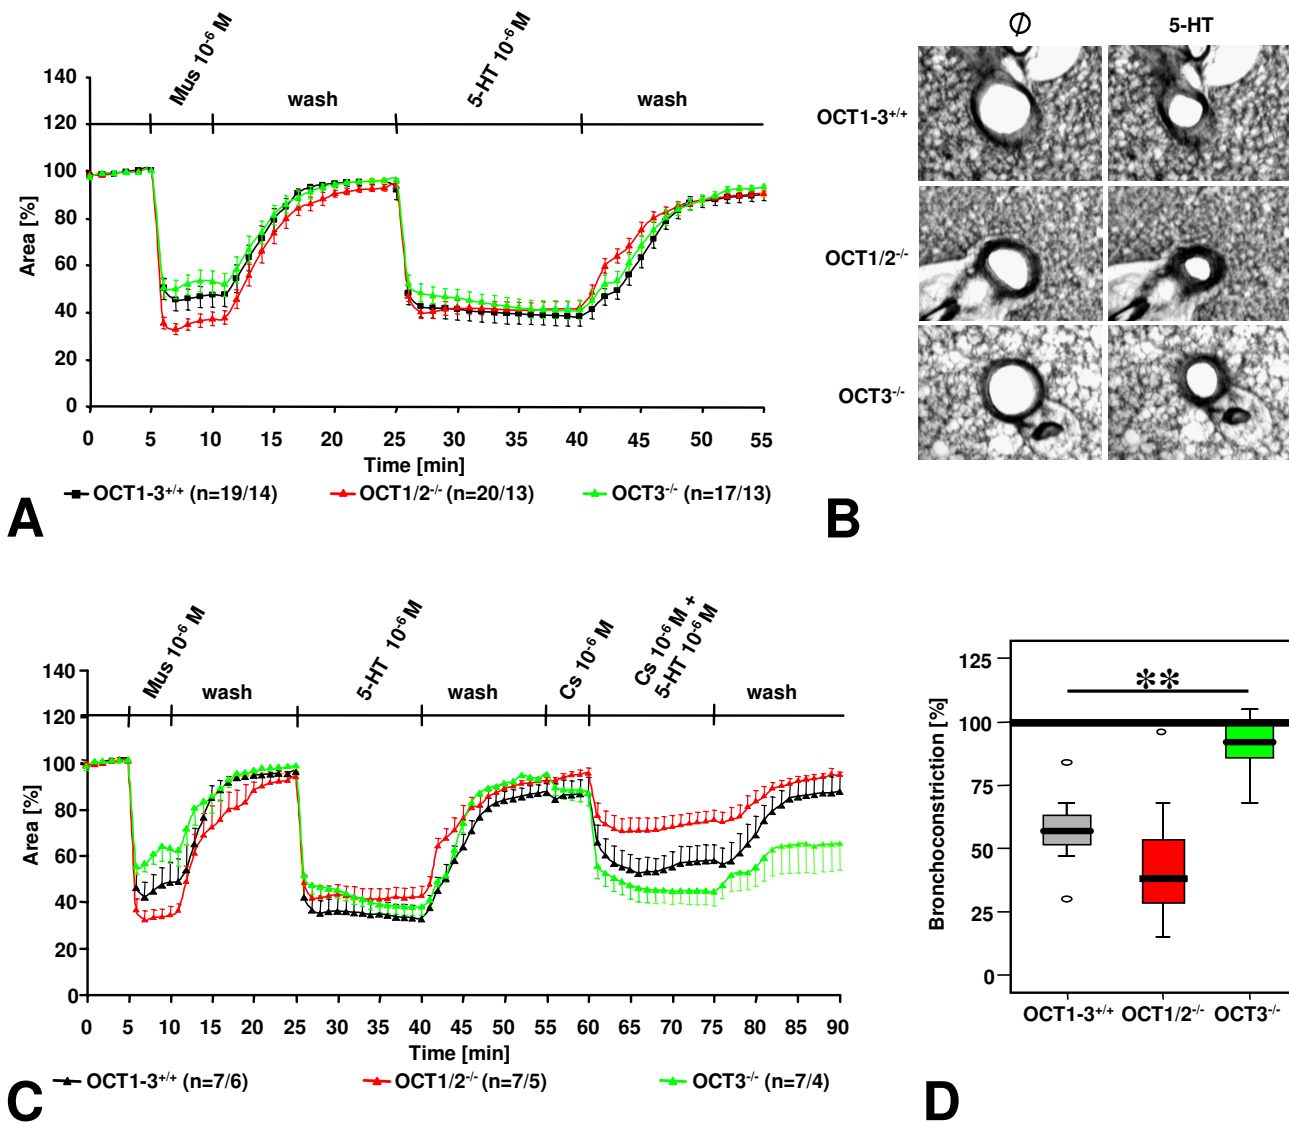 Mus 10⁻⁶ M
5-HT 10⁻⁶ M
140
wash
wash
120
100
80
60
40
20
0
Area [%]
0 5 10 15 20 25 30 35 40 45 50 55
Time [min]
OCT1-3⁺/⁺ (n=19/14) OCT1/2⁻/⁻ (n=20/13) OCT3⁻/⁻ (n=17/13)
A
∅ 5-HT
OCT1-3⁺/⁺
OCT1/2⁻/⁻
OCT3⁻/⁻
B
Mus 10⁻⁶ M
5-HT 10⁻⁶ M
Cs 10⁻⁶ M
Cs 10⁻⁶ M +
5-HT 10⁻⁶ M
140
wash
wash
wash
120
100
80
60
40
20
0
Area [%]
0 5 10 15 20 25 30 35 40 45 50 55 60 65 70 75 80 85 90
Time [min]
OCT1-3⁺/⁺ (n=7/6) OCT1/2⁻/⁻ (n=7/5) OCT3⁻/⁻ (n=7/4)
C
125
100
75
50
25
0
Bronchoconstriction [%]
**
OCT1-3⁺/⁺ OCT1/2⁻/⁻ OCT3⁻/⁻
D